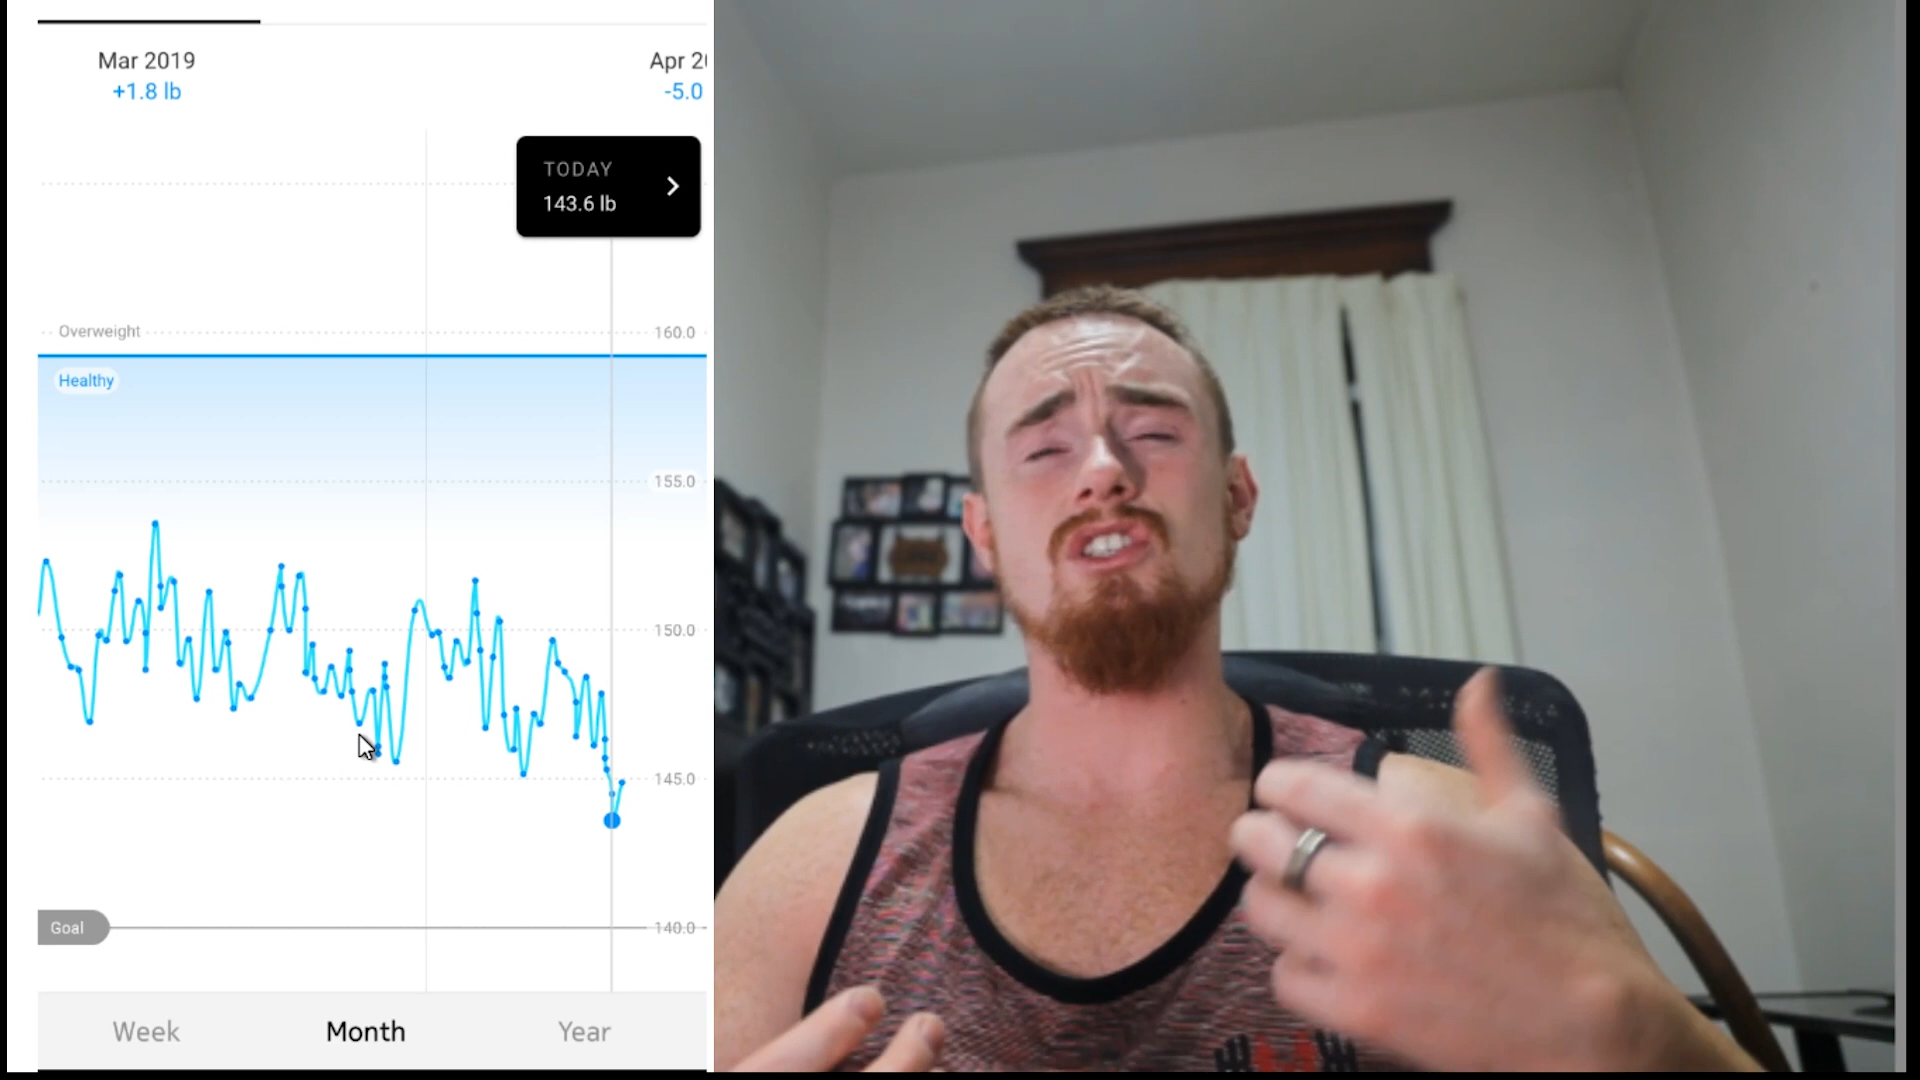 Mar 2019
+1.8 lb
Apr 20
-5.0
TODAY
143.6 lb
Overweight
160.0
Healthy
155.0
150.0
145.0
Goal
140.0
Week
Month
Year